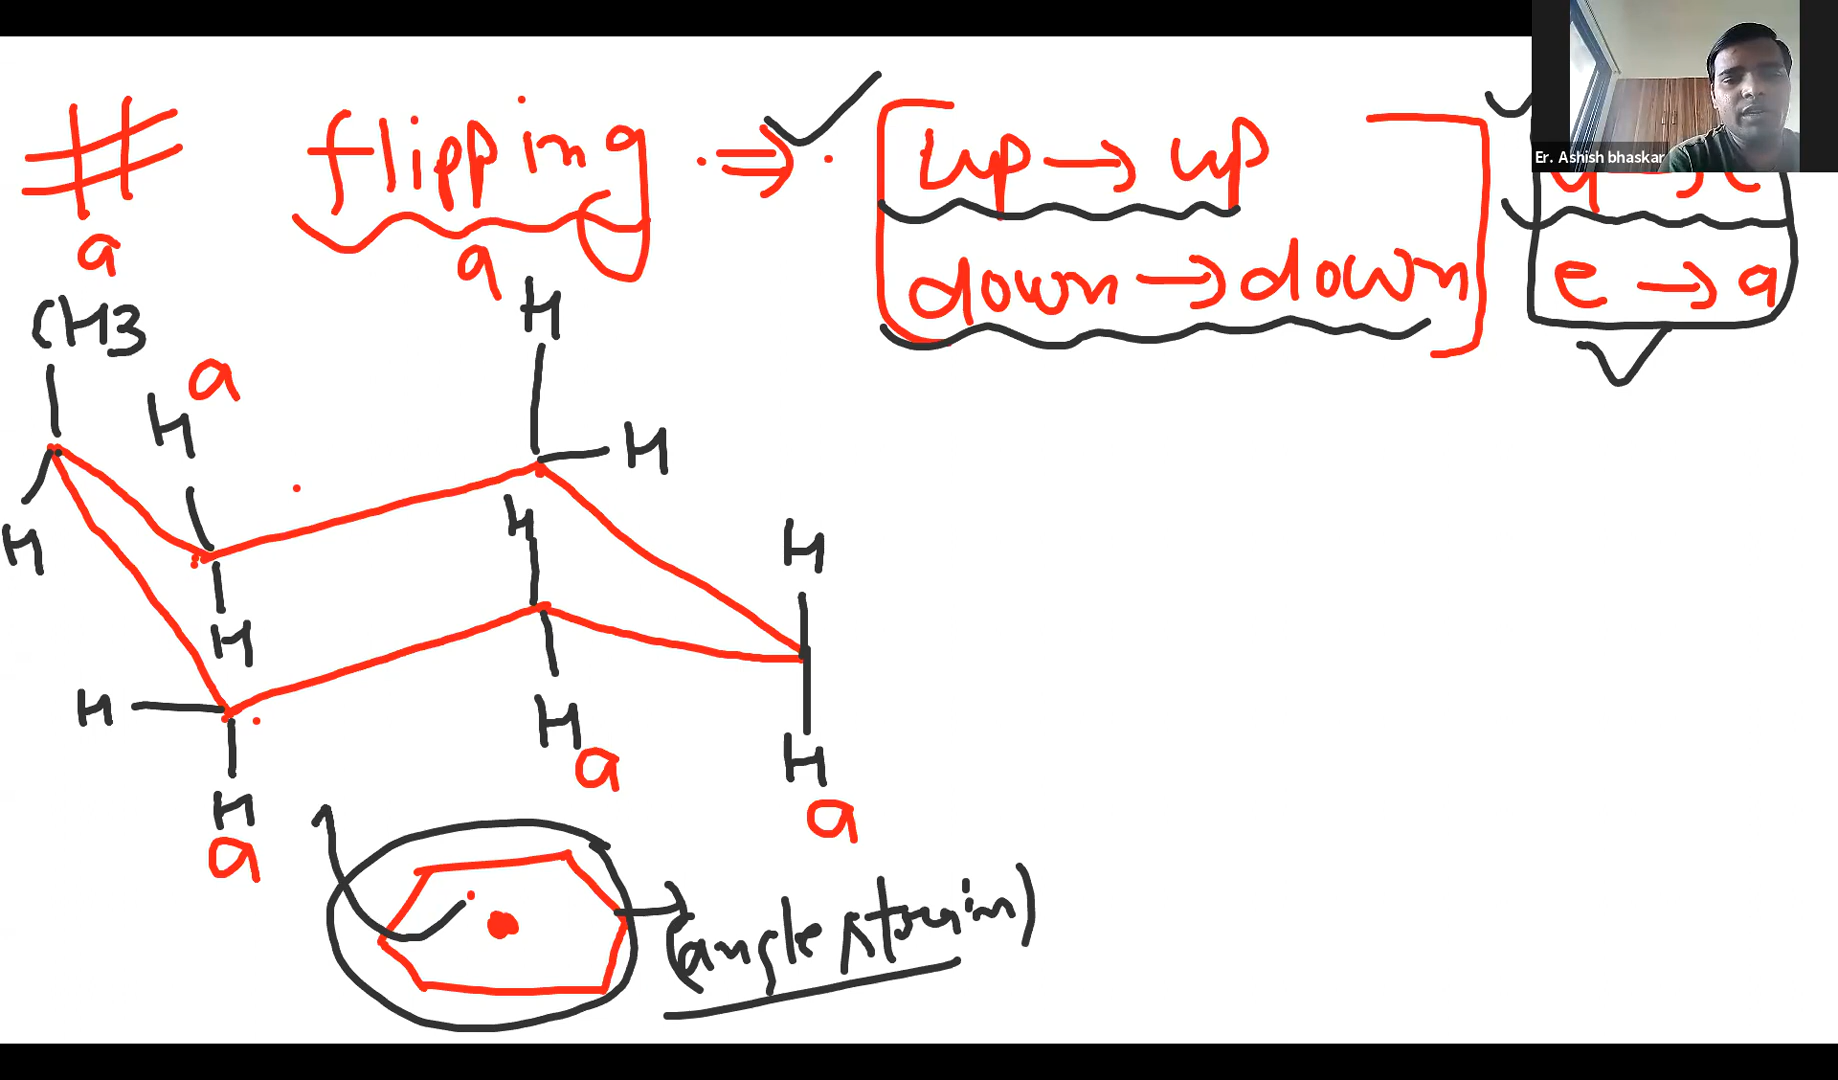 # flipping ⇒ up → up
Er. Ashish bhaskar
down → down
e → a
a
a
CH3
H
a
H
H
H
H
H
H
H
H
H
H
a
H
a
H
a
(angle strain)